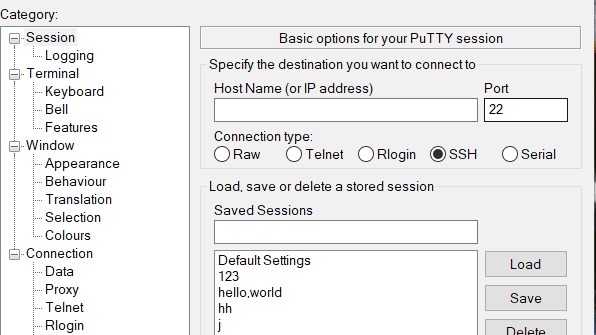 Category:
Session
Logging
Terminal
Keyboard
Bell
Features
Window
Appearance
Behaviour
Translation
Selection
Colours
Connection
Data
Proxy
Telnet
Rlogin
Basic options for your PuTTY session
Specify the destination you want to connect to
Host Name (or IP address) Port
22
Connection type:
Raw Telnet Rlogin SSH Serial
Load, save or delete a stored session
Saved Sessions
Default Settings
123
hello,world
hh
j
Load
Save
Delete